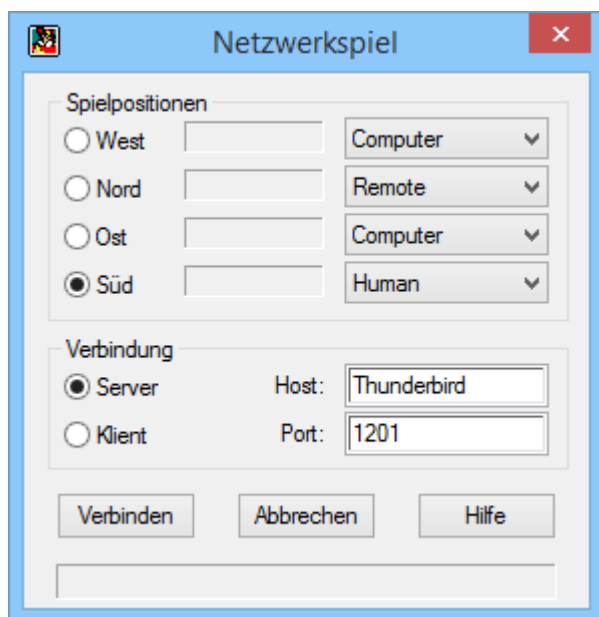 Netzwerkspiel
Spielpositionen
West Computer
Nord Remote
Ost Computer
Süd Human
Verbindung
Server Host: Thunderbird
Klient Port: 1201
Verbinden Abbrechen Hilfe